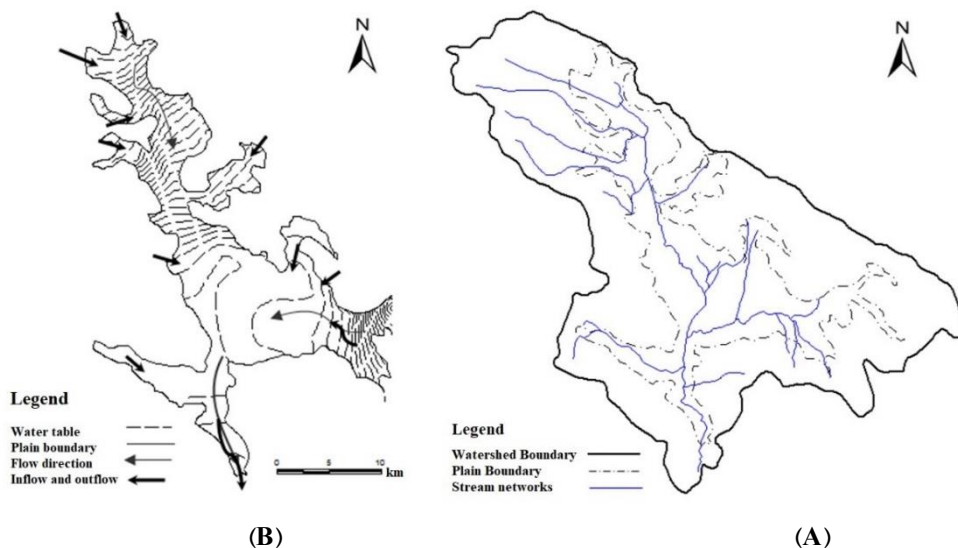 N
Legend
Water table
Plain boundary
Flow direction
Inflow and outflow
0 5 10
km
(B)
N
Legend
Watershed Boundary
Plain Boundary
Stream networks
(A)